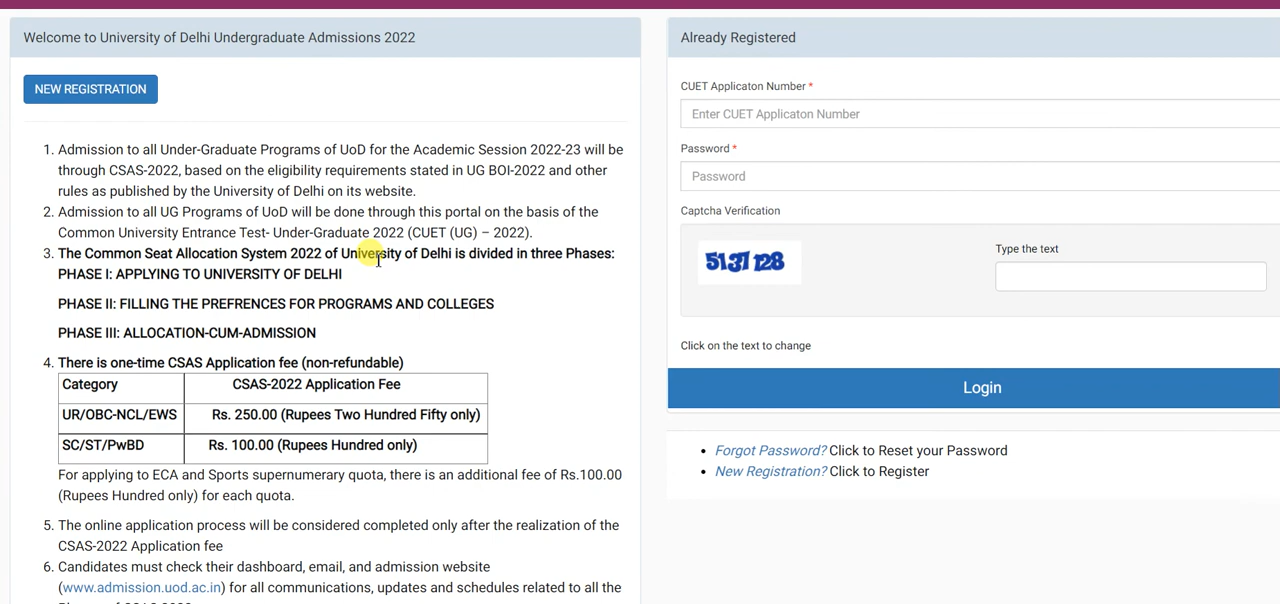 Welcome to University of Delhi Undergraduate Admissions 2022
NEW REGISTRATION
1. Admission to all Under-Graduate Programs of UoD for the Academic Session 2022-23 will be
through CSAS-2022, based on the eligibility requirements stated in UG BOI-2022 and other
rules as published by the University of Delhi on its website.
2. Admission to all UG Programs of UoD will be done through this portal on the basis of the
Common University Entrance Test- Under-Graduate 2022 (CUET (UG) – 2022).
3. The Common Seat Allocation System 2022 of University of Delhi is divided in three Phases:
PHASE I: APPLYING TO UNIVERSITY OF DELHI
PHASE II: FILLING THE PREFRENCES FOR PROGRAMS AND COLLEGES
PHASE III: ALLOCATION-CUM-ADMISSION
4. There is one-time CSAS Application fee (non-refundable)
Category CSAS-2022 Application Fee
UR/OBC-NCL/EWS Rs. 250.00 (Rupees Two Hundred Fifty only)
SC/ST/PwBD Rs. 100.00 (Rupees Hundred only)
For applying to ECA and Sports supernumerary quota, there is an additional fee of Rs.100.00
(Rupees Hundred only) for each quota.
5. The online application process will be considered completed only after the realization of the
CSAS-2022 Application fee
6. Candidates must check their dashboard, email, and admission website
(www.admission.uod.ac.in) for all communications, updates and schedules related to all the
Already Registered
CUET Applicaton Number *
Enter CUET Applicaton Number
Password *
Password
Captcha Verification
5137 128
Type the text
Click on the text to change
Login
• Forgot Password? Click to Reset your Password
• New Registration? Click to Register